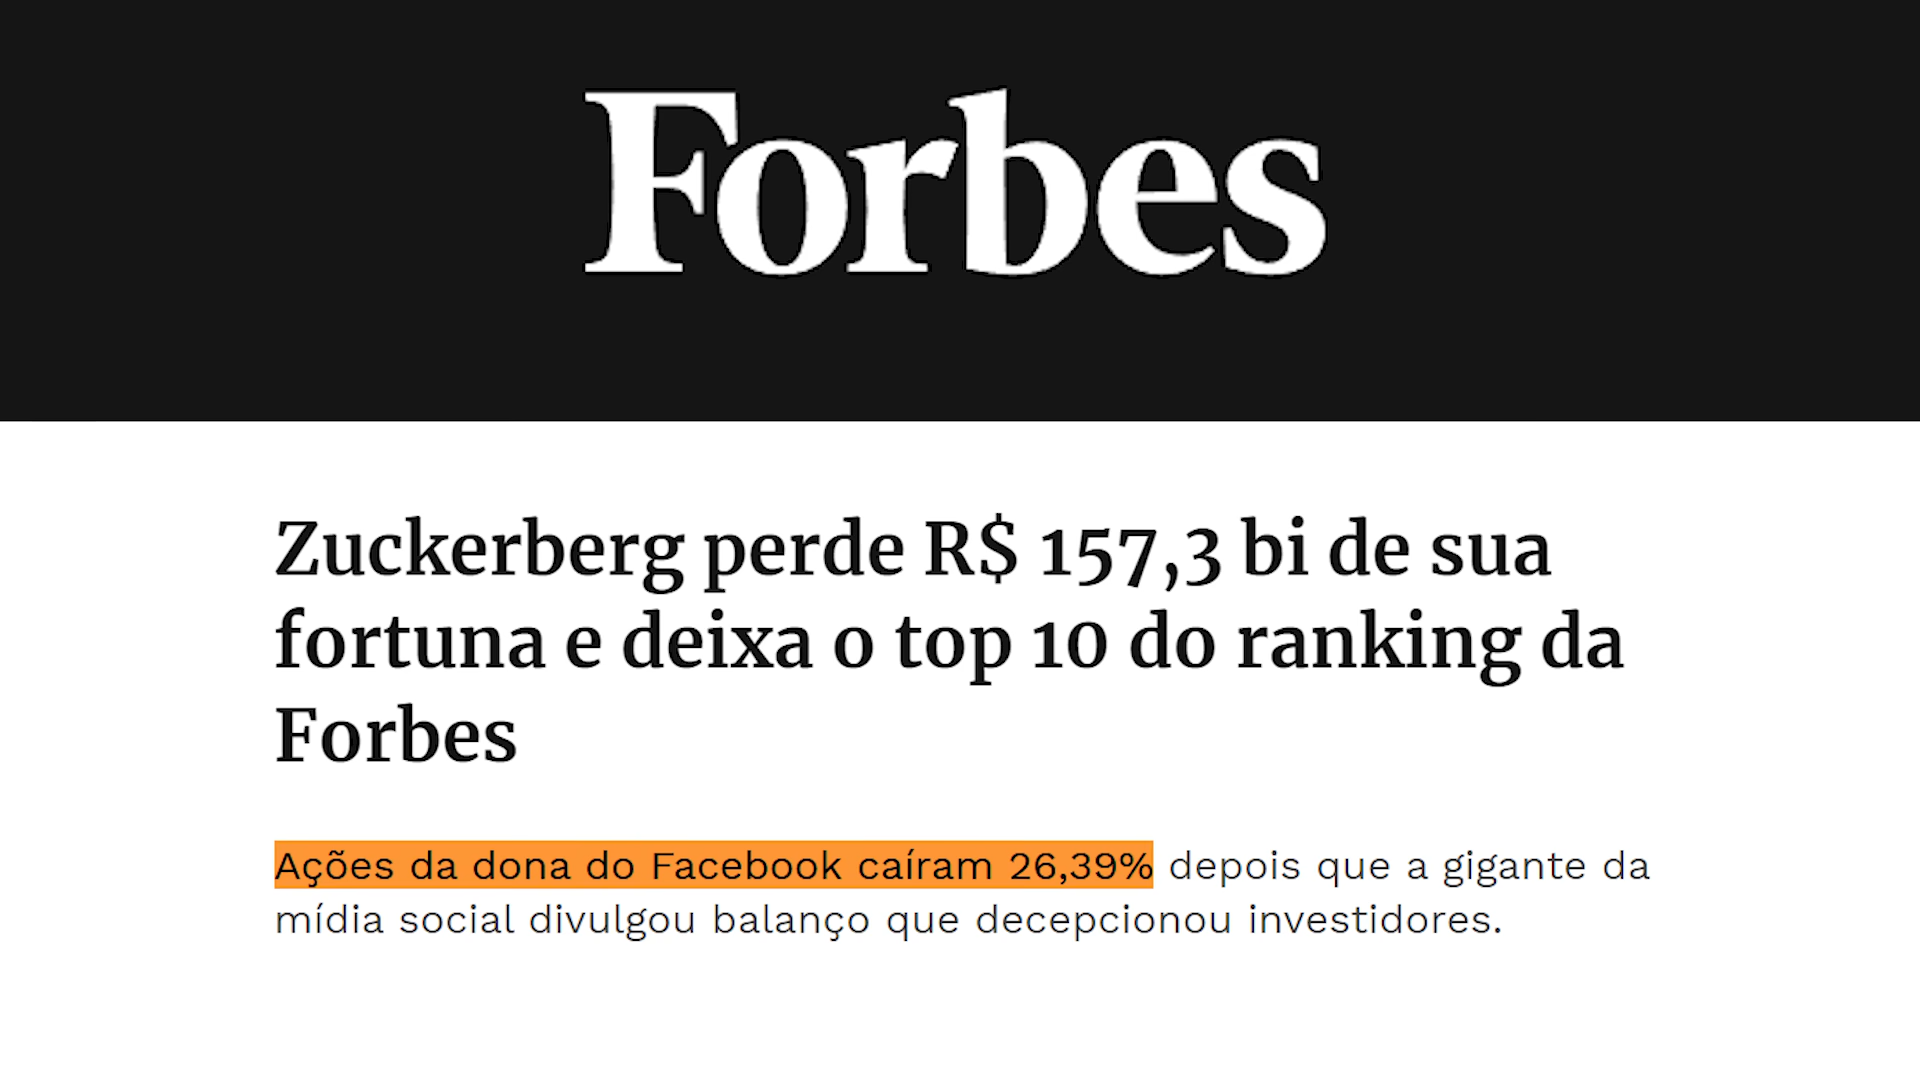 Forbes
Zuckerberg perde R$ 157,3 bi de sua
fortuna e deixa o top 10 do ranking da
Forbes
Ações da dona do Facebook caíram 26,39% depois que a gigante da
mídia social divulgou balanço que decepcionou investidores.